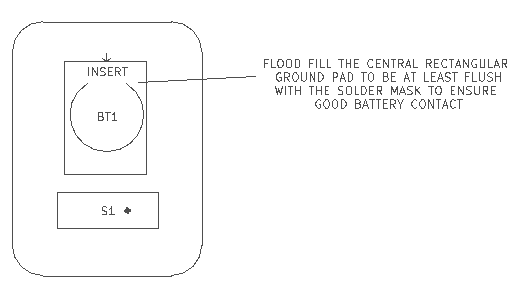 INSERT
BT1
S1
FLOOD FILL THE CENTRAL RECTANGULAR
GROUND PAD TO BE AT LEAST FLUSH
WITH THE SOLDER MASK TO ENSURE
GOOD BATTERY CONTACT